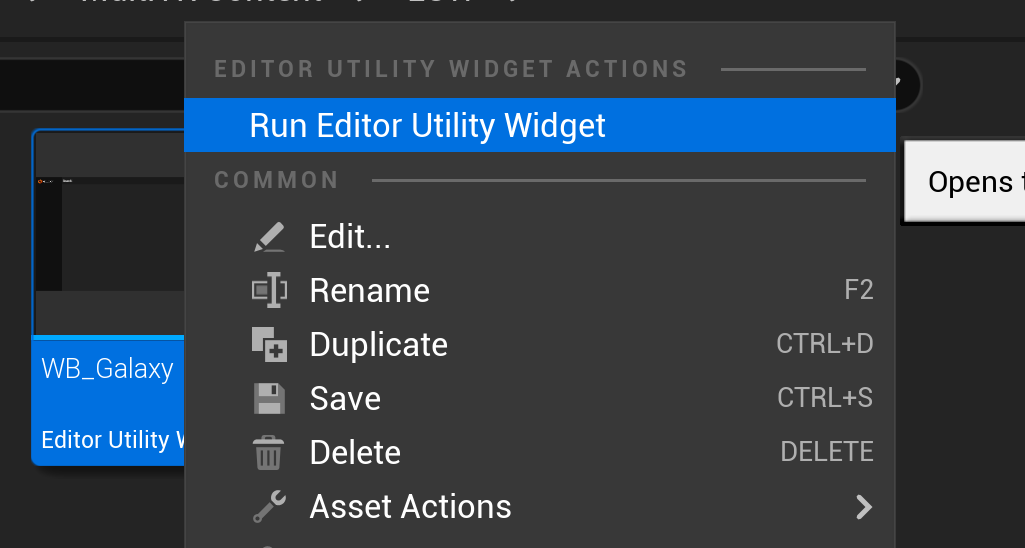 EDITOR UTILITY WIDGET ACTIONS
Run Editor Utility Widget
COMMON
Opens
Edit...
Rename F2
Duplicate CTRL+D
WB_Galaxy
Save CTRL+S
Editor Utility
Delete DELETE
Asset Actions